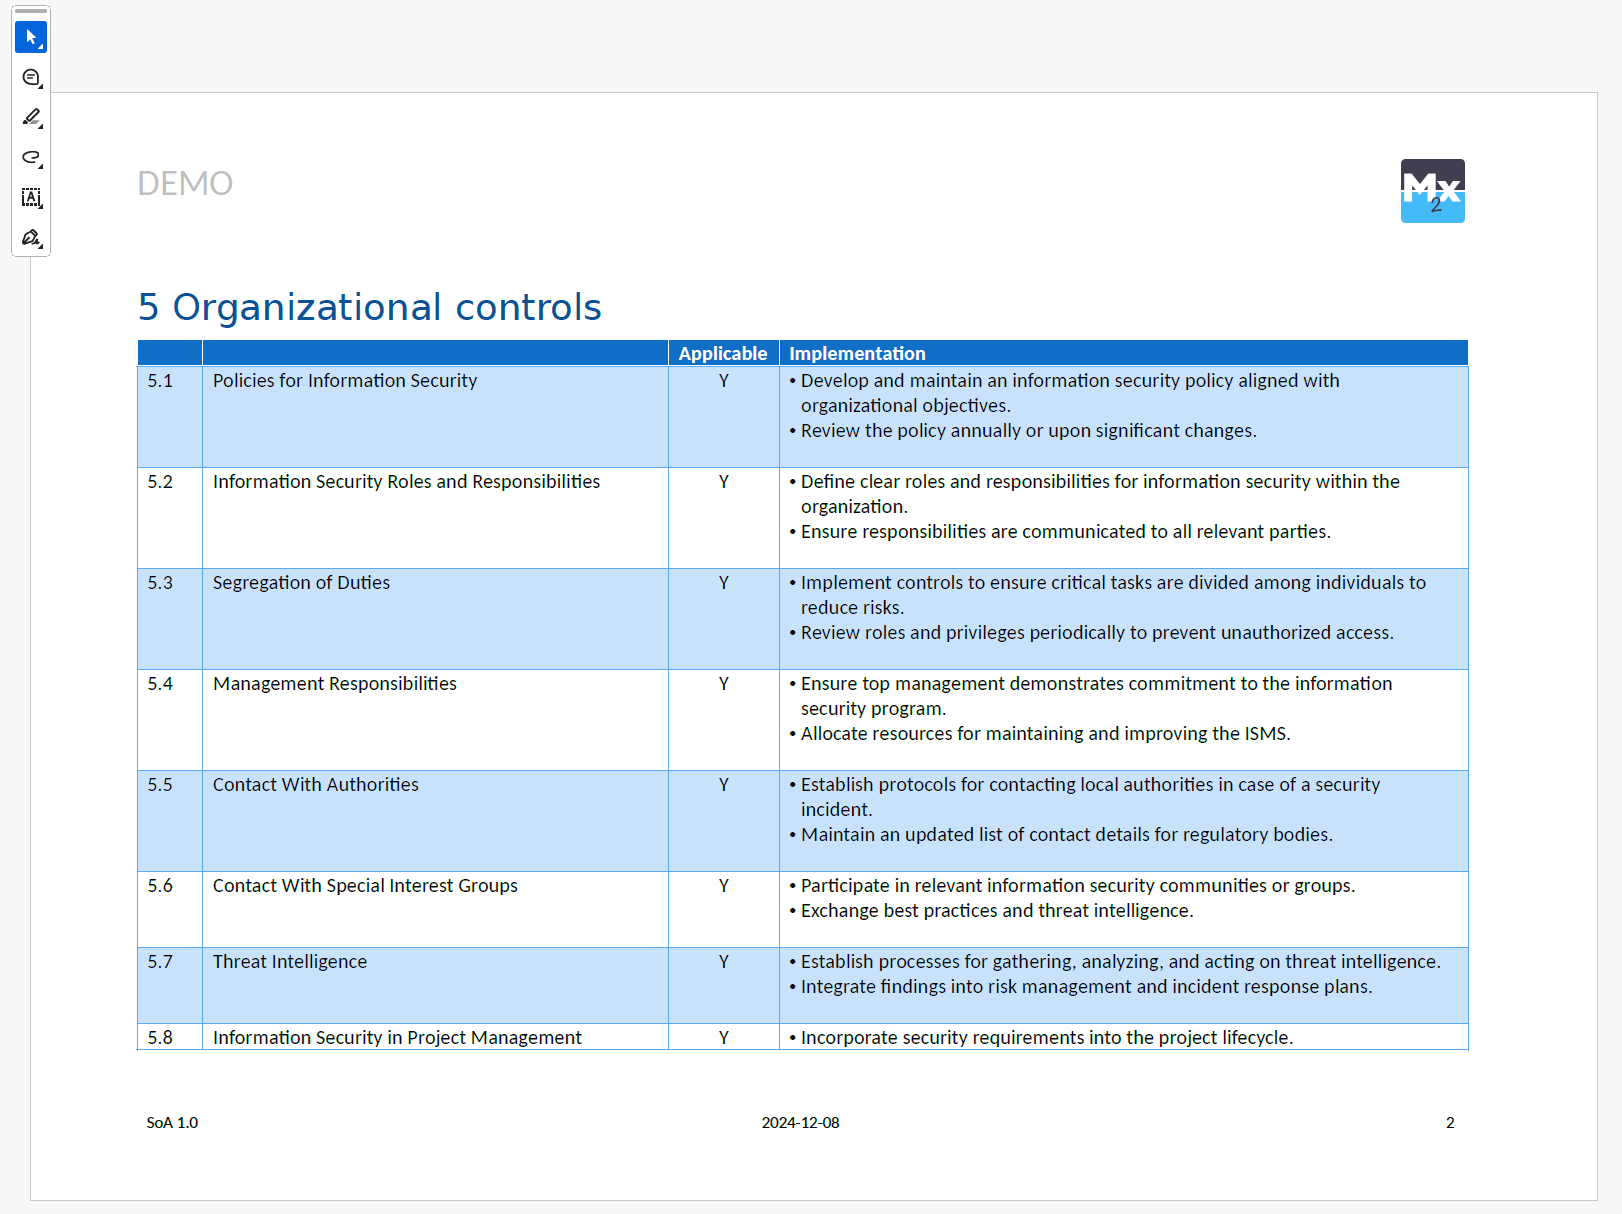 DEMO
Mx
2
5 Organizational controls
Applicable Implementation
5.1 Policies for Information Security Y • Develop and maintain an information security policy aligned with
organizational objectives.
• Review the policy annually or upon significant changes.
5.2 Information Security Roles and Responsibilities Y • Define clear roles and responsibilities for information security within the
organization.
• Ensure responsibilities are communicated to all relevant parties.
5.3 Segregation of Duties Y • Implement controls to ensure critical tasks are divided among individuals to
reduce risks.
• Review roles and privileges periodically to prevent unauthorized access.
5.4 Management Responsibilities Y • Ensure top management demonstrates commitment to the information
security program.
• Allocate resources for maintaining and improving the ISMS.
5.5 Contact With Authorities Y • Establish protocols for contacting local authorities in case of a security
incident.
• Maintain an updated list of contact details for regulatory bodies.
5.6 Contact With Special Interest Groups Y • Participate in relevant information security communities or groups.
• Exchange best practices and threat intelligence.
5.7 Threat Intelligence Y • Establish processes for gathering, analyzing, and acting on threat intelligence.
• Integrate findings into risk management and incident response plans.
5.8 Information Security in Project Management Y • Incorporate security requirements into the project lifecycle.
SoA 1.0 2024-12-08 2